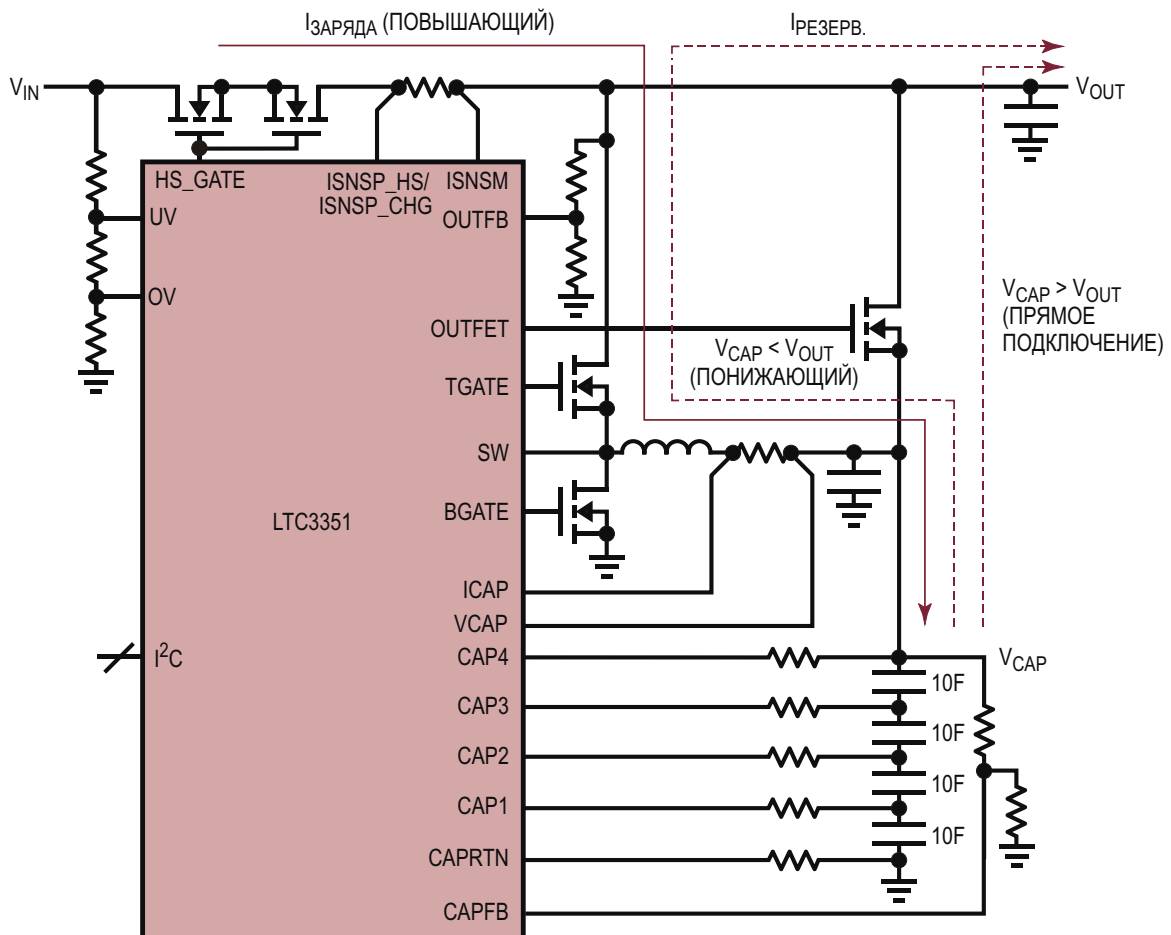 IЗАРЯДА (ПОВЫШАЮЩИЙ)
IРЕЗЕРВ.
VIN
VOUT
HS_GATE
ISNSP_HS/
ISNSP_CHG
ISNSM
UV
OUTFB
OV
VCAP > VOUT
(ПРЯМОЕ
ПОДКЛЮЧЕНИЕ)
OUTFET
VCAP < VOUT
(ПОНИЖАЮЩИЙ)
TGATE
SW
BGATE
LTC3351
ICAP
VCAP
I2C
CAP4
VCAP
10F
CAP3
10F
CAP2
10F
CAP1
10F
CAPRTN
CAPFB